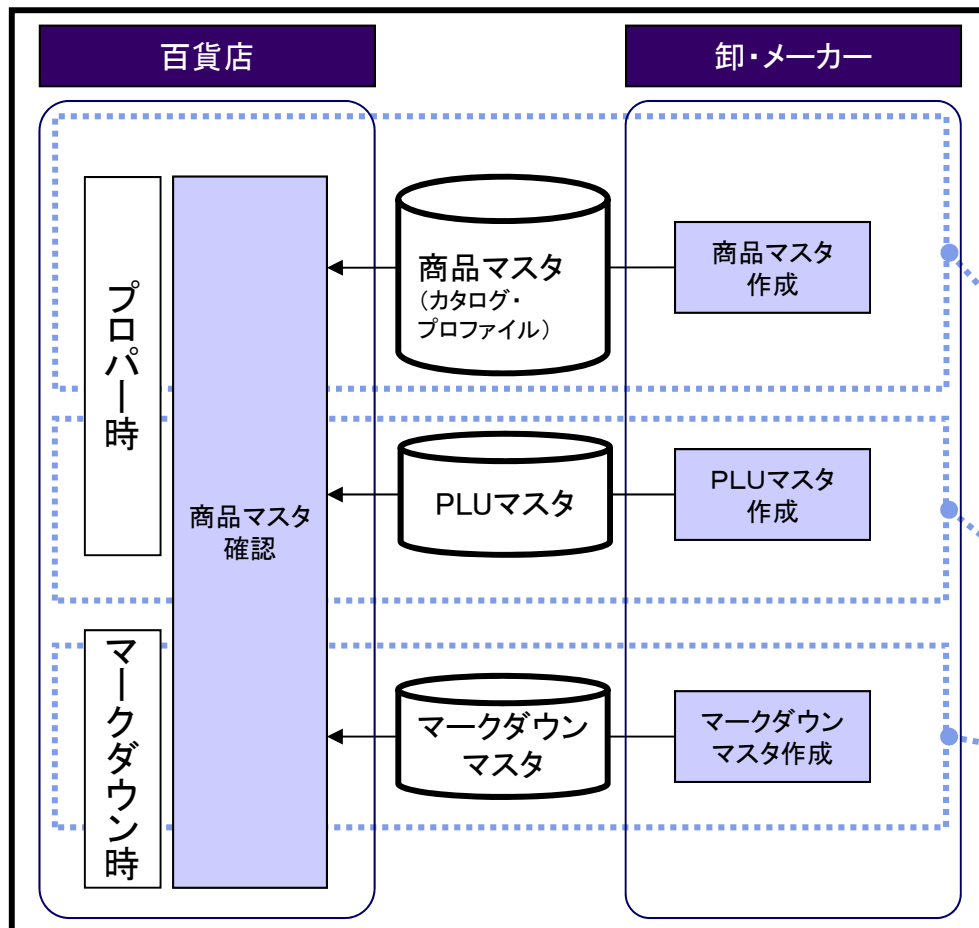 百貨店
卸・メーカー
プロパー時
商品マスタ
(カタログ・
プロファイル)
商品マスタ
作成
PLUマスタ
PLUマスタ
作成
商品マスタ
確認
マークダウン時
マークダウン
マスタ
マークダウン
マスタ作成